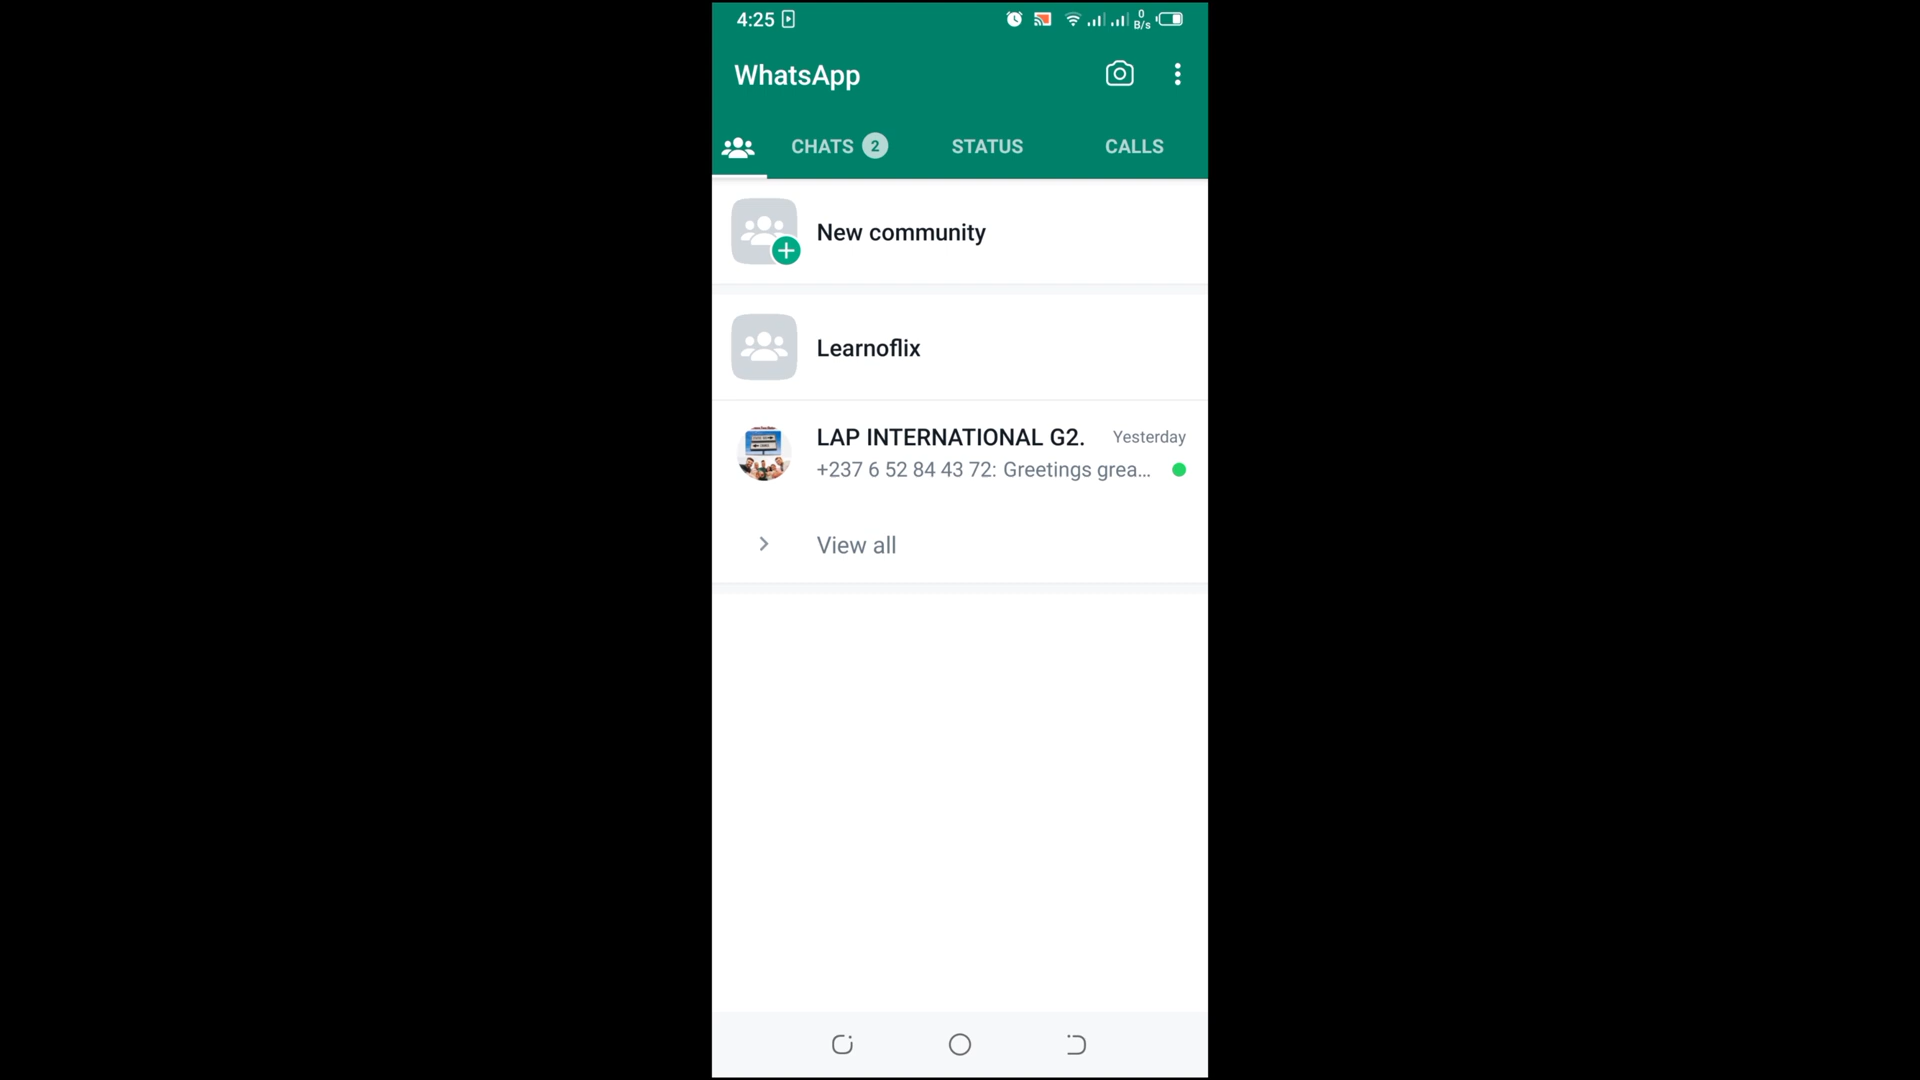 4:25
0
B/s
WhatsApp
CHATS 2 STATUS CALLS
New community
Learnoflix
LAP INTERNATIONAL G2. Yesterday
+237 6 52 84 43 72: Greetings grea...
View all